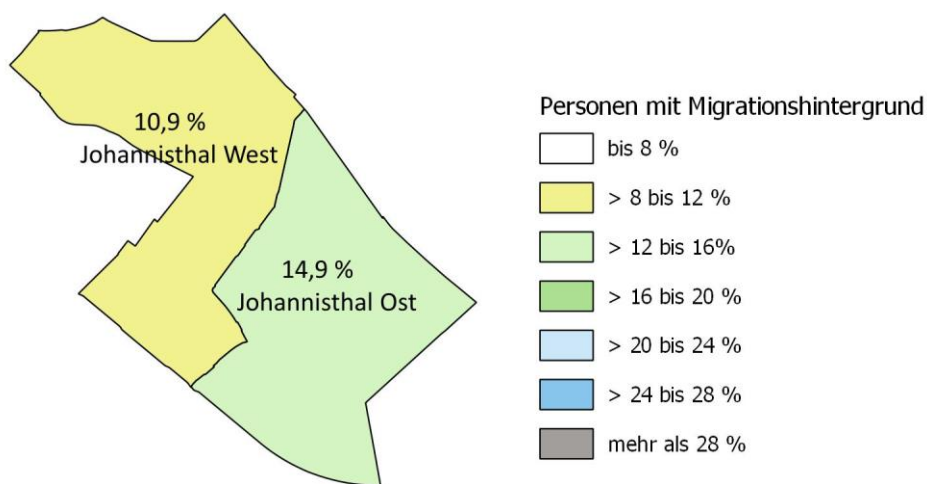 10,9 %
Johannisthal West
14,9 %
Johannisthal Ost
Personen mit Migrationshintergrund
bis 8 %
> 8 bis 12 %
> 12 bis 16%
> 16 bis 20 %
> 20 bis 24 %
> 24 bis 28 %
mehr als 28 %